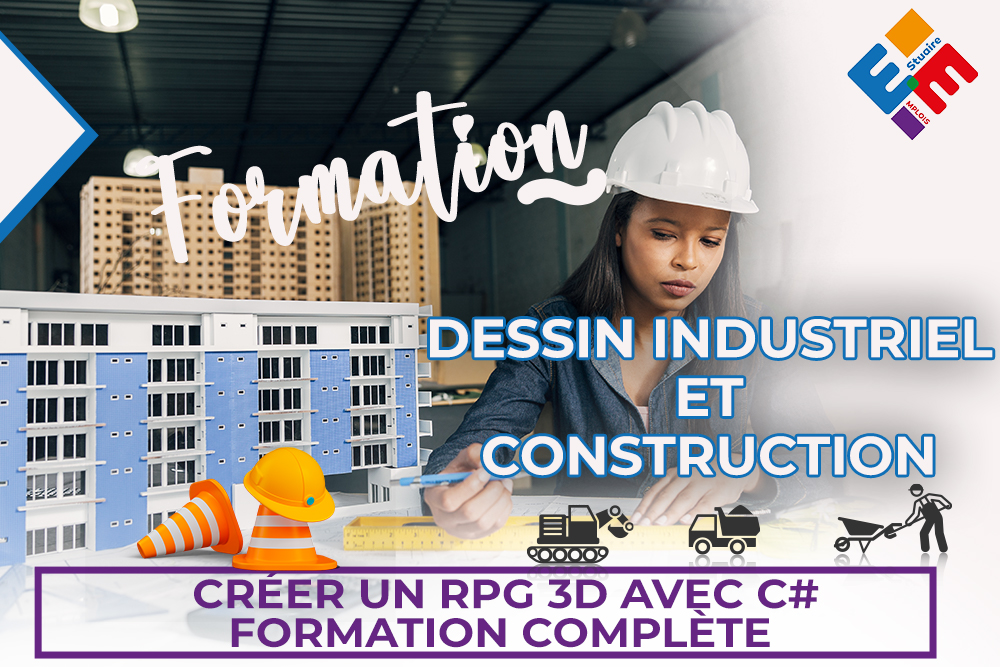 Stuaire
MPLOIS
Formation
DESSIN INDUSTRIEL
ET
CONSTRUCTION
CRÉER UN RPG 3D AVEC C#
FORMATION COMPLÈTE